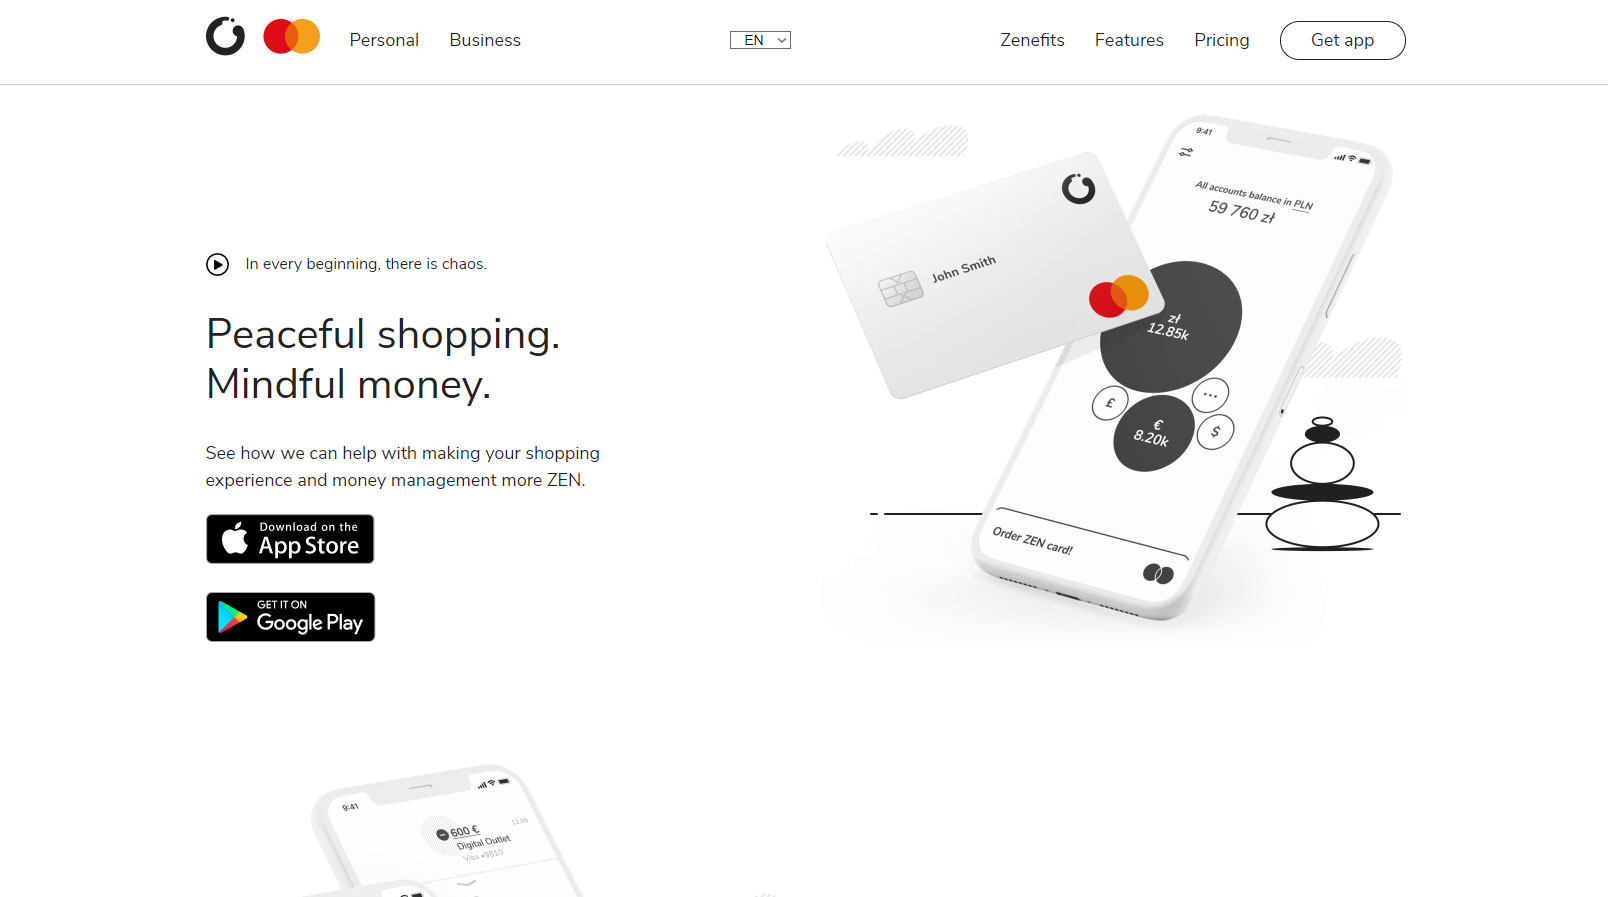 Personal
Business
EN
Zenefits
Features
Pricing
Get app
In every beginning, there is chaos.
Peaceful shopping.
Mindful money.
See how we can help with making your shopping
experience and money management more ZEN.
Download on the
App Store
GET IT ON
Google Play
John Smith
9:41
All accounts balance in PLN
59 760 zł
zł
12.85k
£
...
€
8.20k
$
Order ZEN card!
9:41
600 €
12.09
Digital Outlet
Visa •9810